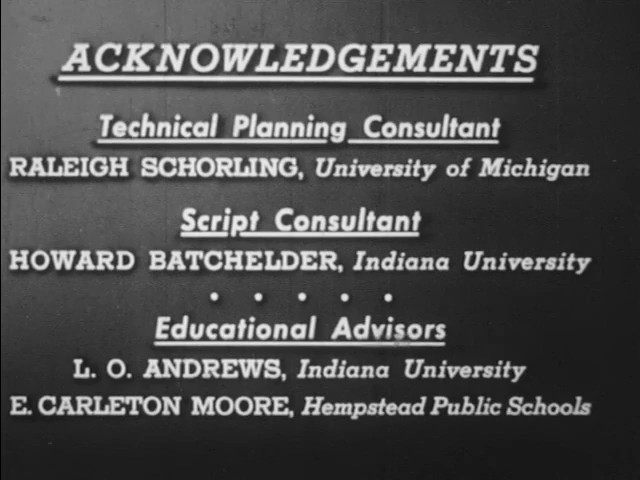 ACKNOWLEDGEMENTS
Technical Planning Consultant
RALEIGH SCHORLING, University of Michigan
Script Consultant
HOWARD BATCHELDER, Indiana University
. . . . .
Educational Advisors
L. O. ANDREWS, Indiana University
E. CARLETON MOORE, Hempstead Public Schools